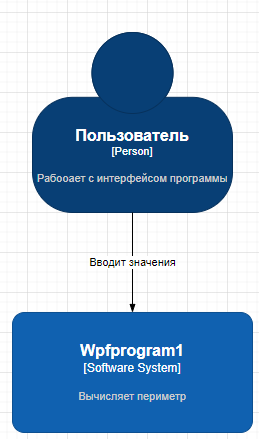 Пользователь
[Person]
Рабооает с интерфейсом программы
Вводит значения
Wpfprogram1
[Software System]
Вычисляет периметр